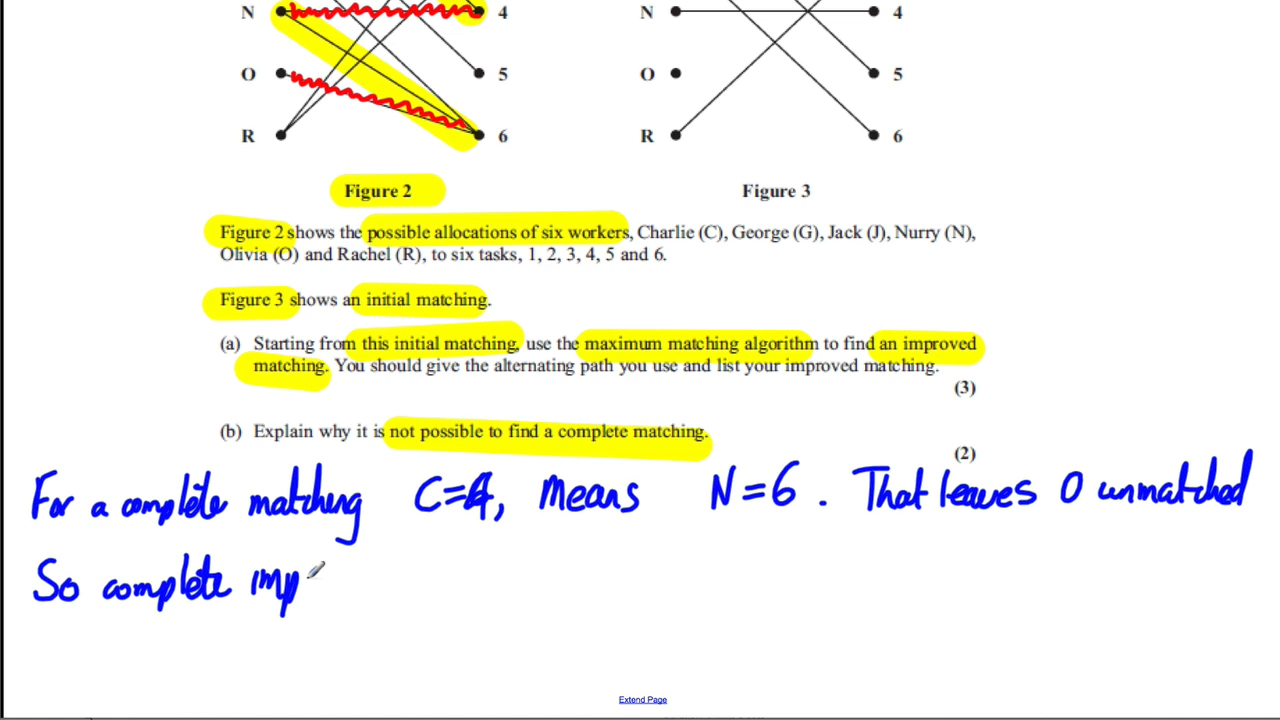 N 4 N 4
O 5 O 5
R 6 R 6
Figure 2 Figure 3
Figure 2 shows the possible allocations of six workers, Charlie (C), George (G), Jack (J), Nurry (N),
Olivia (O) and Rachel (R), to six tasks, 1, 2, 3, 4, 5 and 6.
Figure 3 shows an initial matching.
(a) Starting from this initial matching, use the maximum matching algorithm to find an improved
matching. You should give the alternating path you use and list your improved matching.
(3)
(b) Explain why it is not possible to find a complete matching.
(2)
For a complete matching C=4, means N=6. That leaves O unmatched
So complete imp
Extend Page